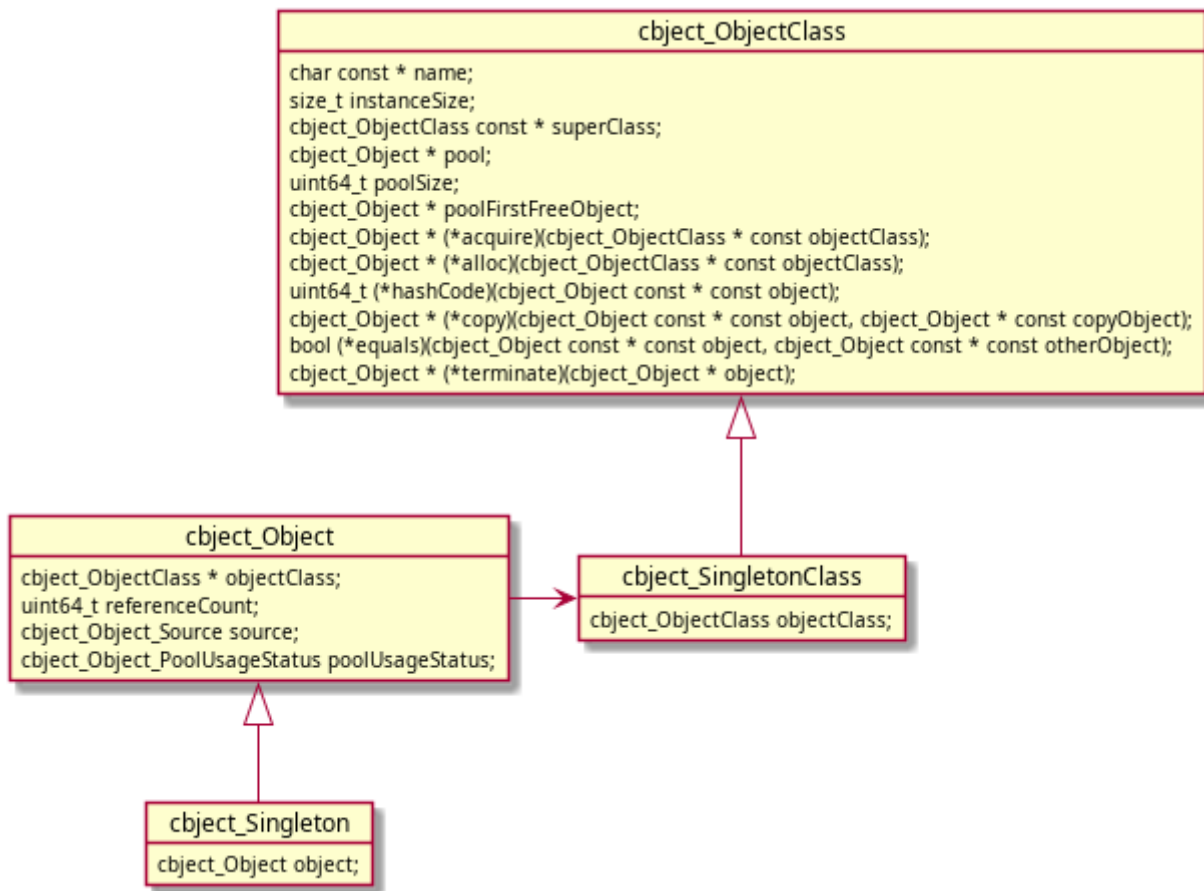 cbject_ObjectClass
char const * name;
size_t instanceSize;
cbject_ObjectClass const * superClass;
cbject_Object * pool;
uint64_t poolSize;
cbject_Object * poolFirstFreeObject;
cbject_Object * (*acquire)(cbject_ObjectClass * const objectClass);
cbject_Object * (*alloc)(cbject_ObjectClass * const objectClass);
uint64_t (*hashCode)(cbject_Object const * const object);
cbject_Object * (*copy)(cbject_Object const * const object, cbject_Object * const copyObject);
bool (*equals)(cbject_Object const * const object, cbject_Object const * const otherObject);
cbject_Object * (*terminate)(cbject_Object * object);
cbject_Object
cbject_ObjectClass * objectClass;
uint64_t referenceCount;
cbject_Object_Source source;
cbject_Object_PoolUsageStatus poolUsageStatus;
cbject_SingletonClass
cbject_ObjectClass objectClass;
cbject_Singleton
cbject_Object object;